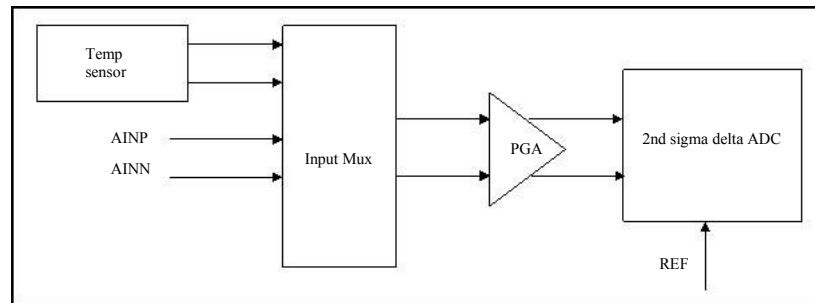 Temp
sensor
AINP
AINN
Input Mux
PGA
2nd sigma delta ADC
REF